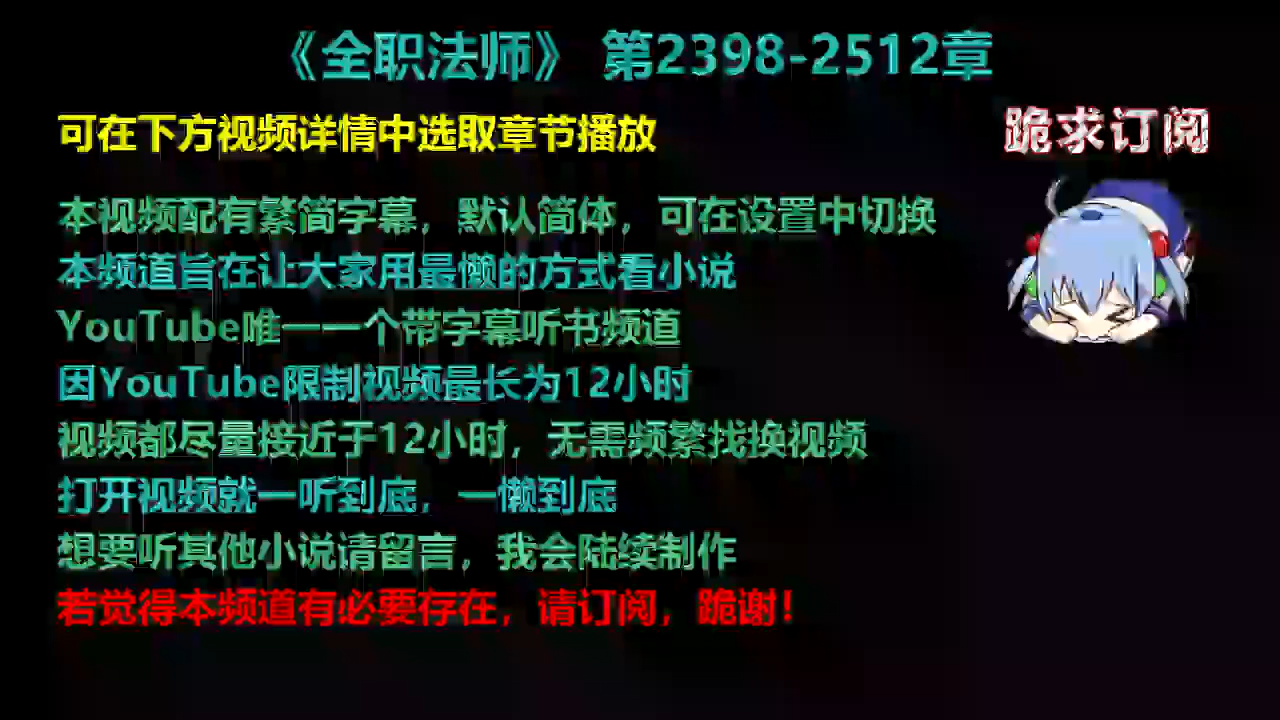 《全职法师》 第2398-2512章
可在下方视频详情中选取章节播放
跪求订阅
本视频配有繁简字幕，默认简体，可在设置中切换
本频道旨在让大家用最懒的方式看小说
YouTube唯一一个带字幕听书频道
因YouTube限制视频最长为12小时
视频都尽量接近于12小时，无需频繁找换视频
打开视频就一听到底，一懒到底
想要听其他小说请留言，我会陆续制作
若觉得本频道有必要存在，请订阅，跪谢！